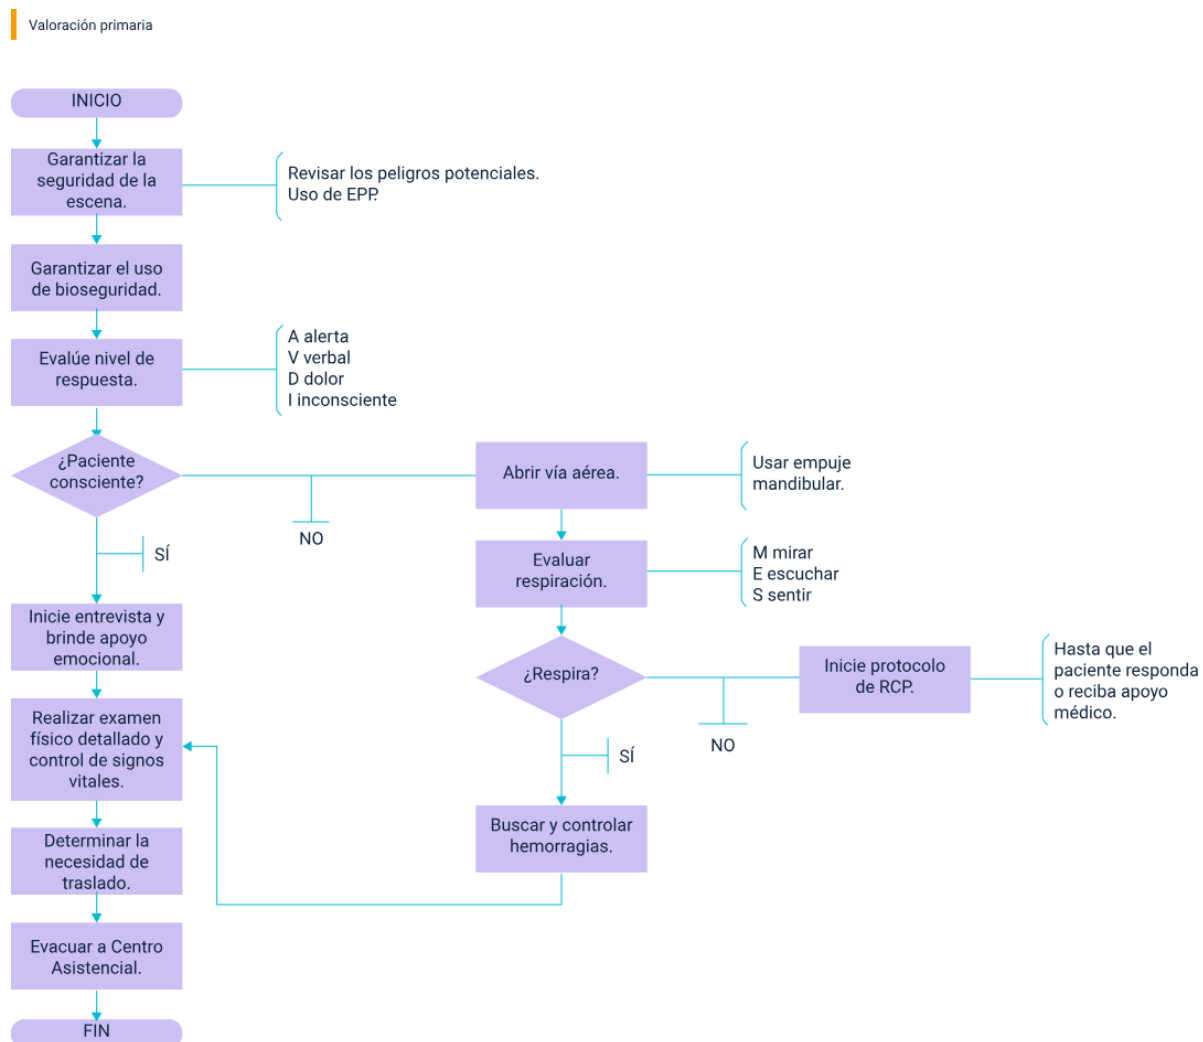 Valoración primaria
INICIO
Garantizar la
seguridad de la
escena.
Revisar los peligros potenciales.
Uso de EPP.
Garantizar el uso
de bioseguridad.
Evalúe nivel de
respuesta.
A alerta
V verbal
D dolor
I inconsciente
¿Paciente
consciente?
NO
SÍ
Abrir vía aérea.
Usar empuje
mandibular.
Evaluar
respiración.
M mirar
E escuchar
S sentir
¿Respira?
NO
SÍ
Inicie protocolo
de RCP.
Hasta que el
paciente responda
o reciba apoyo
médico.
Buscar y controlar
hemorragias.
Inicie entrevista y
brinde apoyo
emocional.
Realizar examen
físico detallado y
control de signos
vitales.
Determinar la
necesidad de
traslado.
Evacuar a Centro
Asistencial.
FIN